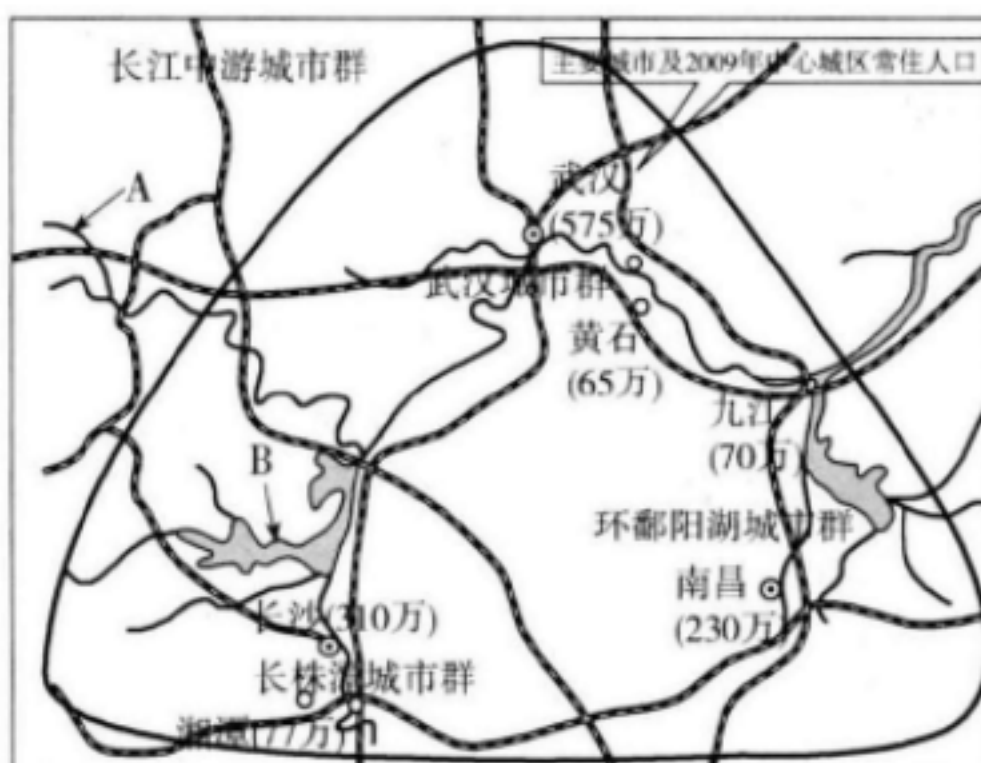 长江中游城市群
主要城市及2009年中心城区常住人口
A
武汉
(575万)
武汉城市群
黄石
(65万)
九江
(70万)
B
环鄱阳湖城市群
南昌
(230万)
长沙(310万)
长株潭城市群
湘潭(77万)